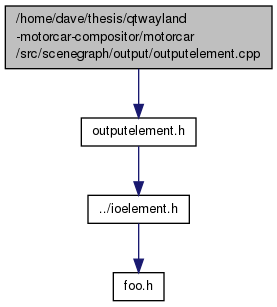 /home/dave/thesis/qtwayland
-motorcar-compositor/motorcar
/src/scenegraph/output/outputelement.cpp
outputelement.h
../ioelement.h
foo.h